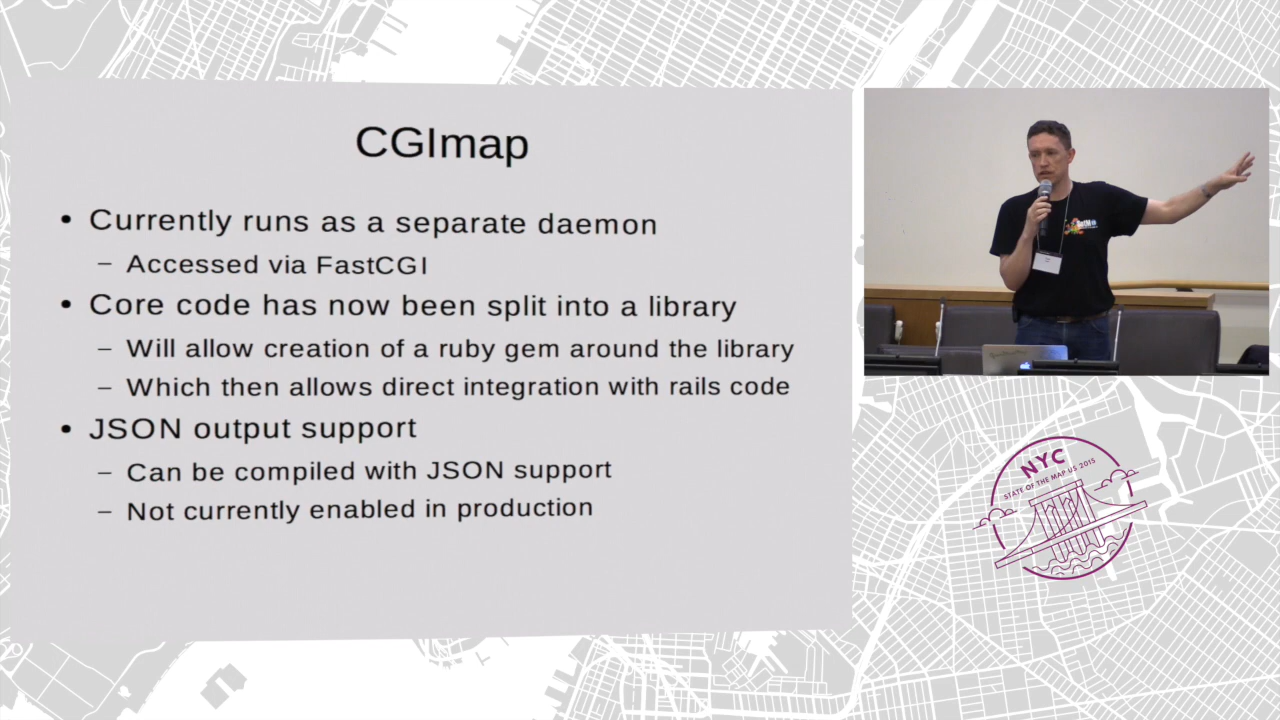 CGImap
• Currently runs as a separate daemon
– Accessed via FastCGI
• Core code has now been split into a library
– Will allow creation of a ruby gem around the library
– Which then allows direct integration with rails code
• JSON output support
– Can be compiled with JSON support
– Not currently enabled in production
NYC
STATE OF THE MAP US 2015